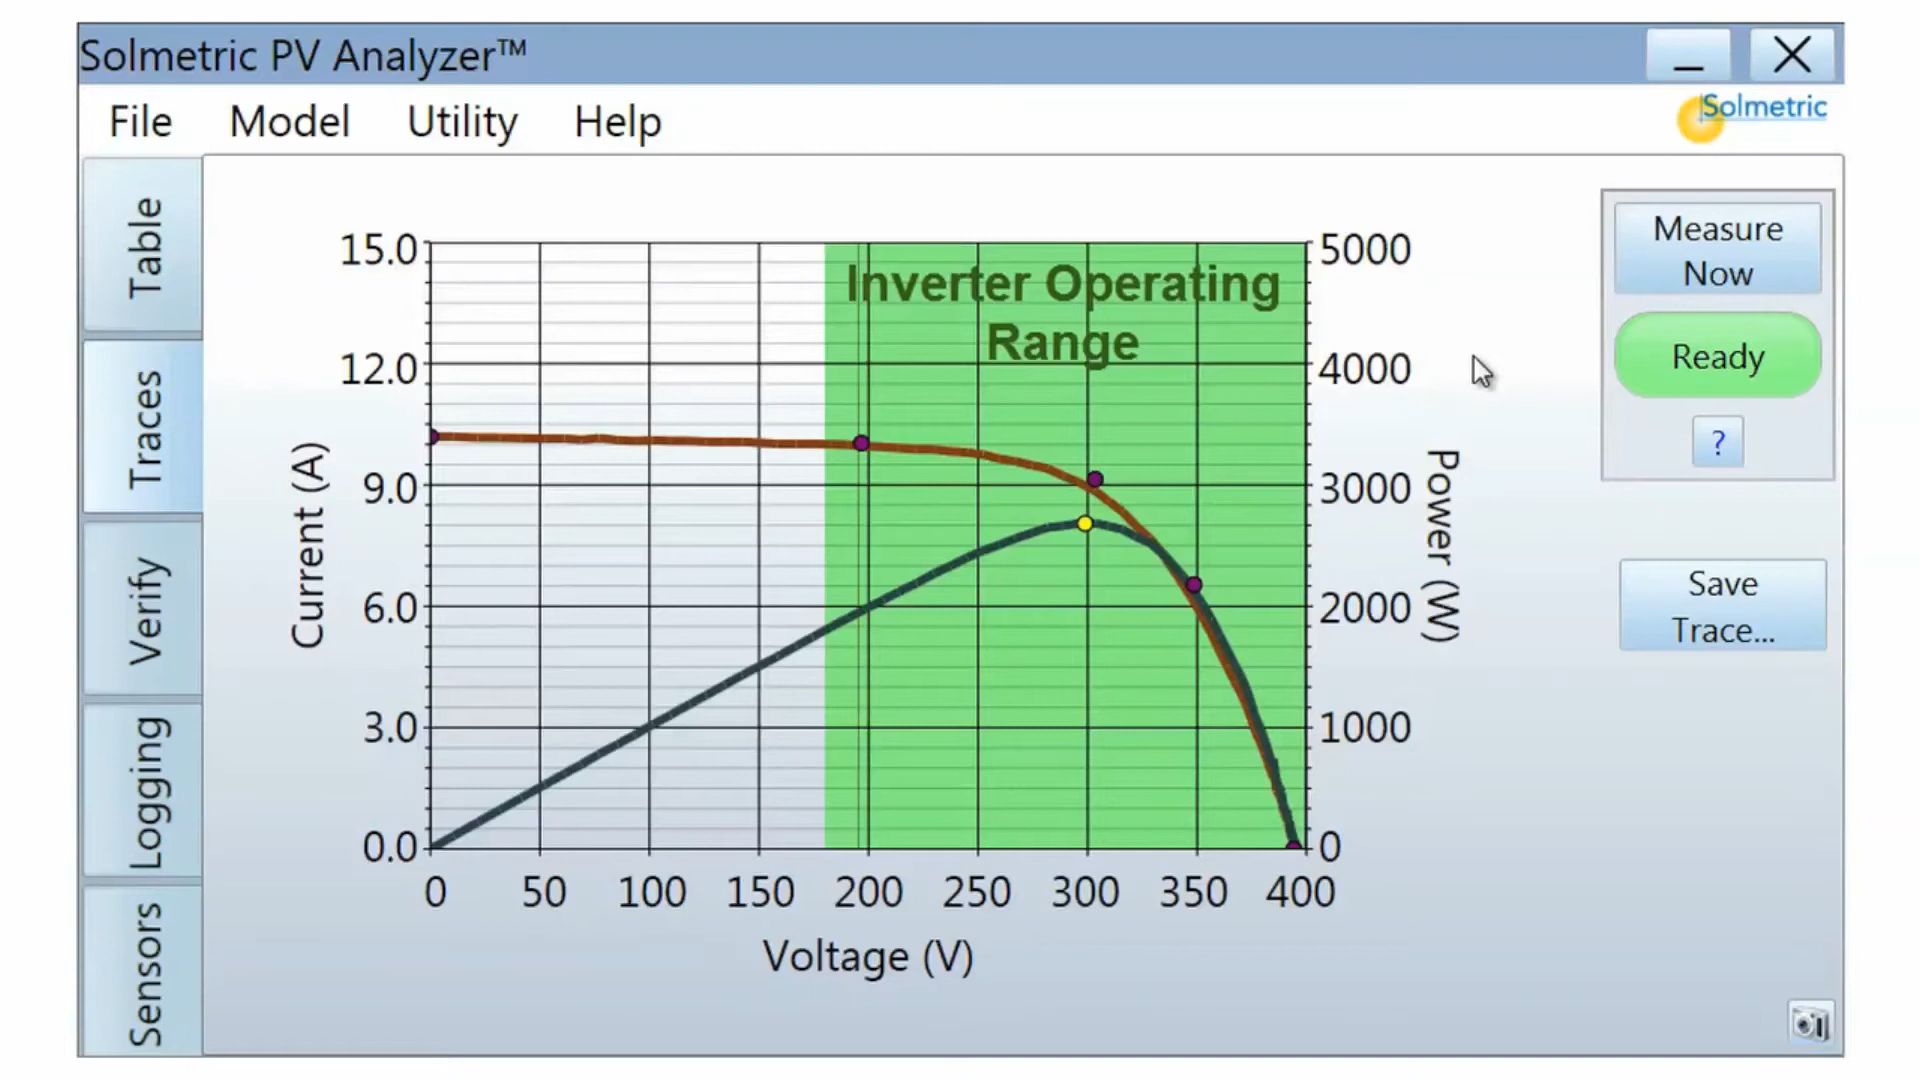 Solmetric PV Analyzer™
File Model Utility Help
Solmetric
Table
Traces
Verify
Logging
Sensors
Inverter Operating
Range
Current (A)
15.0
12.0
9.0
6.0
3.0
0.0
5000
4000
3000
2000
1000
0
Power (W)
0 50 100 150 200 250 300 350 400
Voltage (V)
Measure
Now
Ready
?
Save
Trace...